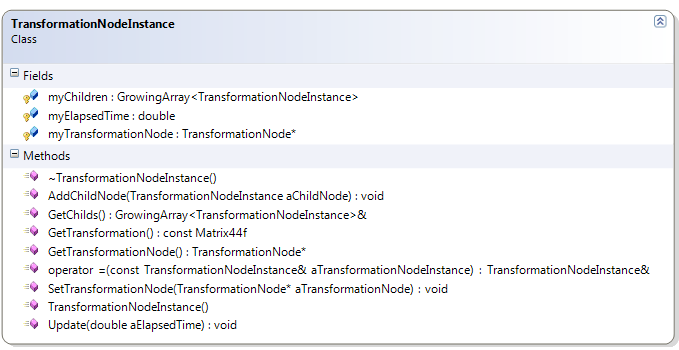 TransformationNodeInstance
Class
Fields
myChildren : GrowingArray<TransformationNodeInstance>
myElapsedTime : double
myTransformationNode : TransformationNode*
Methods
~TransformationNodeInstance()
AddChildNode(TransformationNodeInstance aChildNode) : void
GetChilds() : GrowingArray<TransformationNodeInstance>&
GetTransformation() : const Matrix44f
GetTransformationNode() : TransformationNode*
operator =(const TransformationNodeInstance& aTransformationNodeInstance) : TransformationNodeInstance&
SetTransformationNode(TransformationNode* aTransformationNode) : void
TransformationNodeInstance()
Update(double aElapsedTime) : void